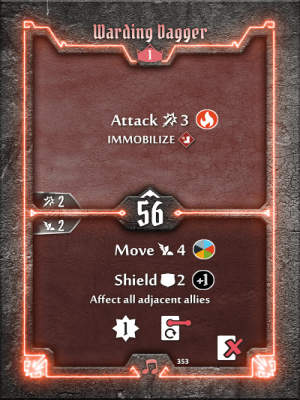 Warding Dagger
1
Attack 3
IMMOBILIZE
2
56
2
Move 4
Shield 2 +1
Affect all adjacent allies
1
353